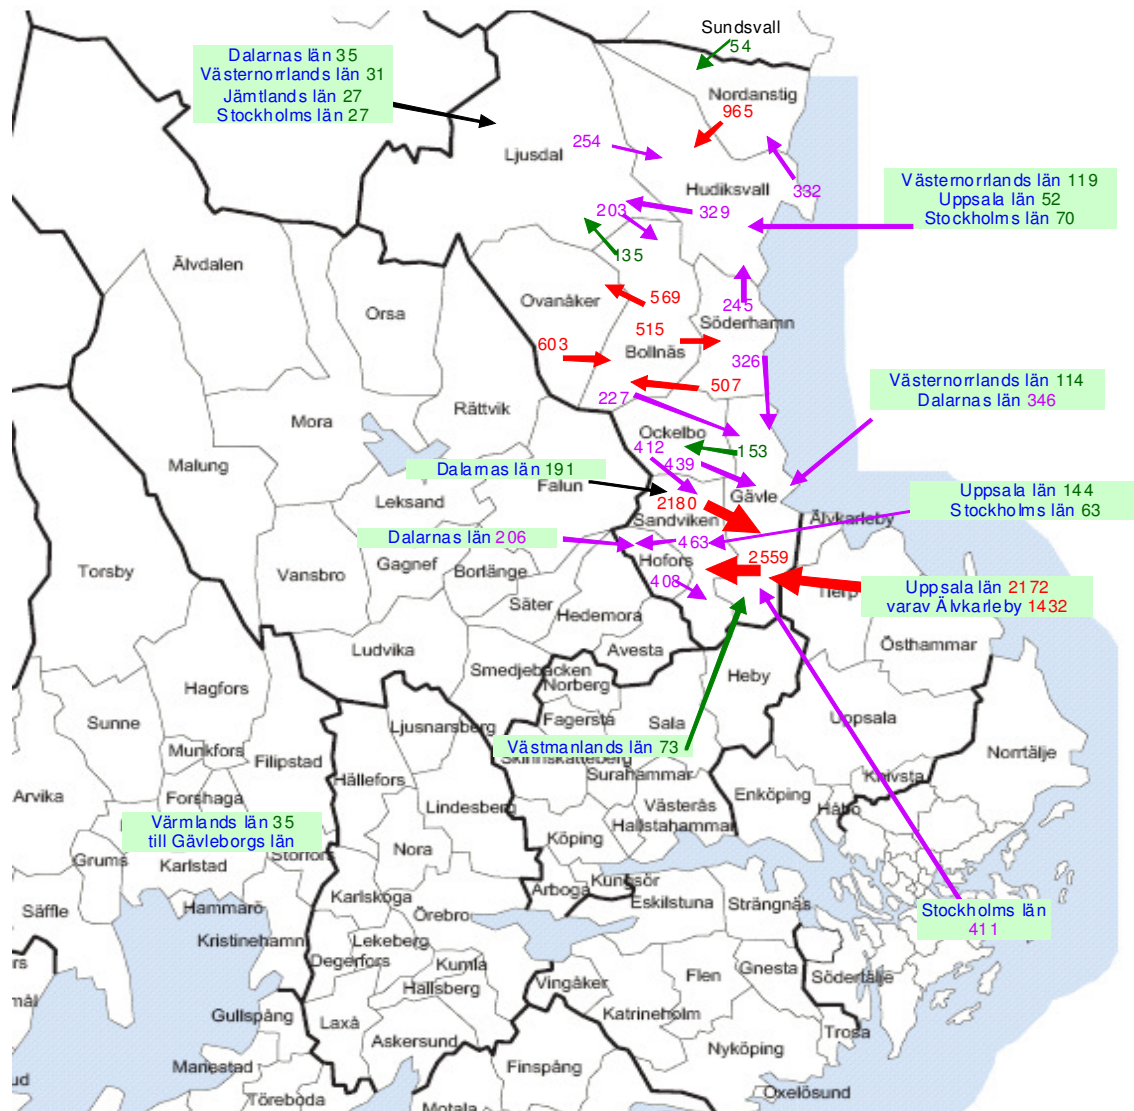 Sundsvall
54
Dalarnas län 35
Västernorrlands län 31
Jämtlands län 27
Stockholms län 27
Nordanstig
965
254
Ljusdal
Hudiksvall
332
Västernorrlands län 119
Uppsala län 52
Stockholms län 70
203
329
135
Älvdalen
Ovanåker
569
Orsa
245
Söderhamn
515
603
Bollnäs
326
507
227
Västernorrlands län 114
Dalarnas län 346
Rättvik
Mora
Ockelbo
412
153
439
Malung
Dalarnas län 191
Falun
Leksand
2180
Gävle
Uppsala län 144
Stockholms län 63
Sandviken
Älvkarleby
Dalarnas län 206
463
Hofors
2559
Torsby
Vansbro
Gagnef
Borlänge
408
Tierp
Uppsala län 2172
varav Älvkarleby 1432
Säter
Hedemora
Östhammar
Ludvika
Avesta
Smedjebacken
Norberg
Heby
Hagfors
Sunne
Ljusnarsberg
Fagersta
Sala
Uppsala
Munkfors
Filipstad
Västmanlands län 73
Norrtälje
Skinnskatteberg
Surahammar
Knivsta
Hällefors
Arvika
Forshaga
Enköping
Håbo
Lindesberg
Västerås
Hallstahammar
Värmlands län 35
till Gävleborgs län
Köping
Nora
Storfors
Grums
Karlstad
Kungsör
Arboga
Karlskoga
Eskilstuna
Strängnäs
Säffle
Hammarö
Örebro
Stockholms län
411
Kristinehamn
Lekeberg
Degerfors
Kumla
Hallsberg
Vingåker
Flen
Gnesta
Södertälje
Gullspång
Laxå
Katrineholm
Askersund
Trosa
Nyköping
Mariestad
Finspång
Töreboda
Oxelösund
Motala